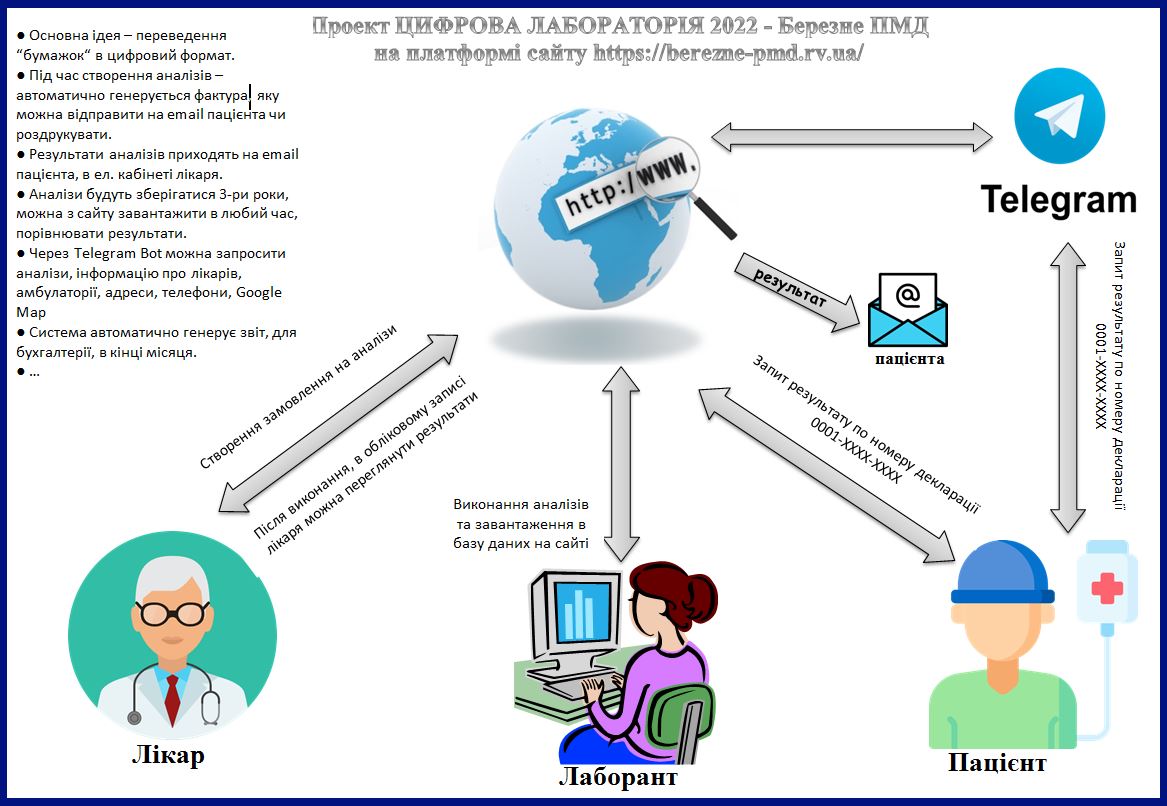 Проект ЦИФРОВА ЛАБОРАТОРІЯ 2022 - Березне ПМД
на платформі сайту https://berezne-pmd.rv.ua/
● Основна ідея – переведення
“бумажок“ в цифровий формат.
● Під час створення аналізів –
автоматично генерується фактура, яку
можна відправити на email пацієнта чи
роздрукувати.
● Результати аналізів приходять на email
пацієнта, в ел. кабінеті лікаря.
● Аналізи будуть зберігатися 3-ри роки,
можна з сайту завантажити в любий час,
порівнювати результати.
● Через Telegram Bot можна запросити
аналізи, інформацію про лікарів,
амбулаторії, адреси, телефони, Google
Map
● Система автоматично генерує звіт, для
бухгалтерії, в кінці місяця.
● ...
http:/www.
Telegram
результат
@
пацієнта
Запит результату по номеру декларації
0001-XXXX-XXXX
Створення замовлення на аналізи
Після виконання, в обліковому записі
лікаря можна переглянути результати
Виконання аналізів
та завантаження в
базу даних на сайті
Запит результату по номеру декларації
0001-XXXX-XXXX
Лікар
Лаборант
Пацієнт